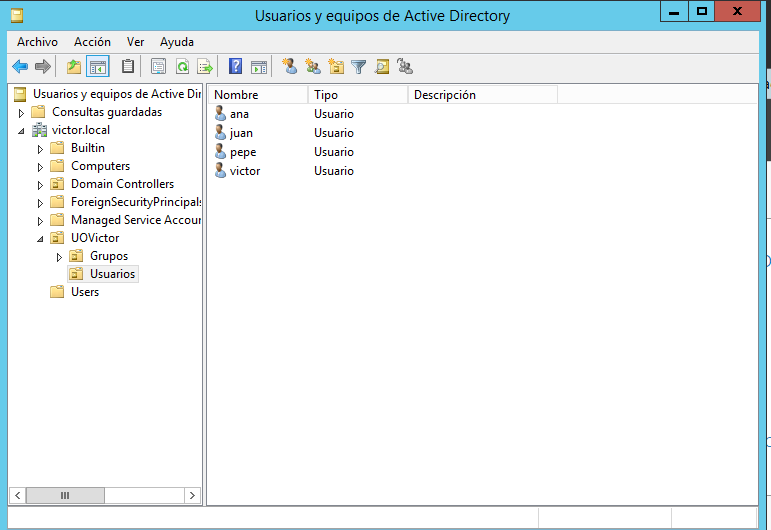 Usuarios y equipos de Active Directory
Archivo Acción Ver Ayuda
Usuarios y equipos de Active Dir
Consultas guardadas
victor.local
Builtin
Computers
Domain Controllers
ForeignSecurityPrincipals
Managed Service Accour
UOVictor
Grupos
Usuarios
Users
Nombre Tipo Descripción
ana Usuario
juan Usuario
pepe Usuario
victor Usuario